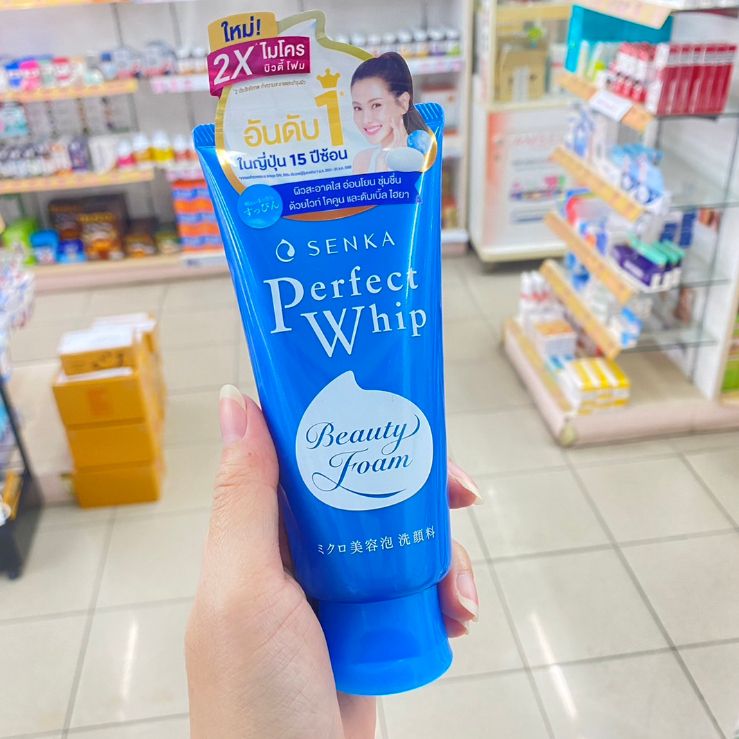 ใหม่!
2X ไมโคร
บิวตี้ โฟม
อันดับ 1
ในญี่ปุ่น 15 ปีซ้อน
ผิวสะอาดใส อ่อนโยน ชุ่มชื่น
ด้วยไวท์ โคคูน และดับเบิ้ล ไฮยา
すっぴん
SENKA
Perfect
Whip
Beauty
Foam
ミクロ美容泡 洗顔料